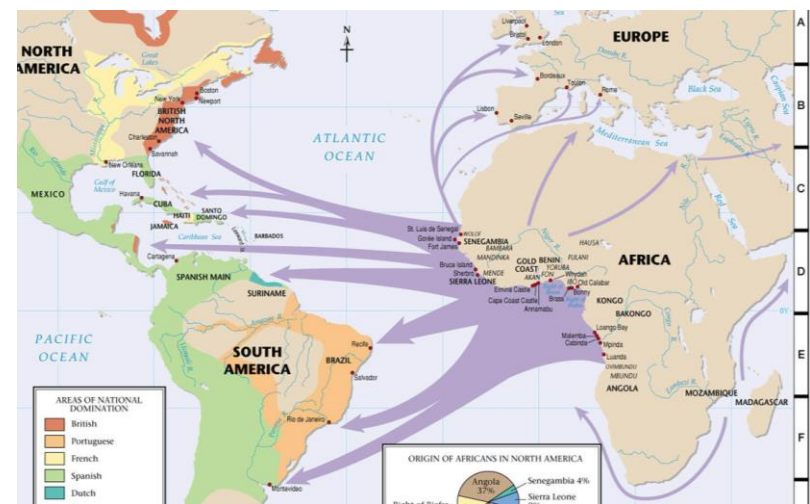 NORTH
AMERICA
Great
Lakes
Boston
New York
Newport
BRITISH
NORTH
AMERICA
Charleston
Savannah
New Orleans
FLORIDA
Gulf of
Mexico
MEXICO
Havana
CUBA
HAITI
SANTO
DOMINGO
JAMAICA
Caribbean Sea
BARBADOS
Cartagena
SPANISH MAIN
SURINAME
PACIFIC
OCEAN
SOUTH
AMERICA
BRAZIL
Recife
Salvador
Rio de Janeiro
Montevideo
N
ATLANTIC
OCEAN
Liverpool
Bristol
London
EUROPE
Danube R.
Bordeaux
Toulon
Rome
Lisbon
Seville
Black Sea
Caspian Sea
Mediterranean Sea
Red
Sea
St. Luis de Senegal
Gorée Island
Fort James
WOLOF
SENEGAMBIA
BAMBARA
MANDINKA
Bruce Island
Sherbro
MENDE
SIERRA LEONE
HAUSA
FULANI
GOLD
COAST
BENIN
YORUBA
AKAN
FON
Whydah
IBO
Old Calabar
Elmina Castle
Brass
Bonny
Cape Coast Castle
Annamabu
AFRICA
KONGO
BAKONGO
Loango Bay
Malemba
Cabinda
Mpinda
Luanda
OVIMBUNDU
MBUNDU
ANGOLA
MOZAMBIQUE
MADAGASCAR
A
B
C
D
E
F
AREAS OF NATIONAL
DOMINATION
British
Portuguese
French
Spanish
Dutch
ORIGIN OF AFRICANS IN NORTH AMERICA
Angola
37%
Senegambia 4%
Sierra Leone